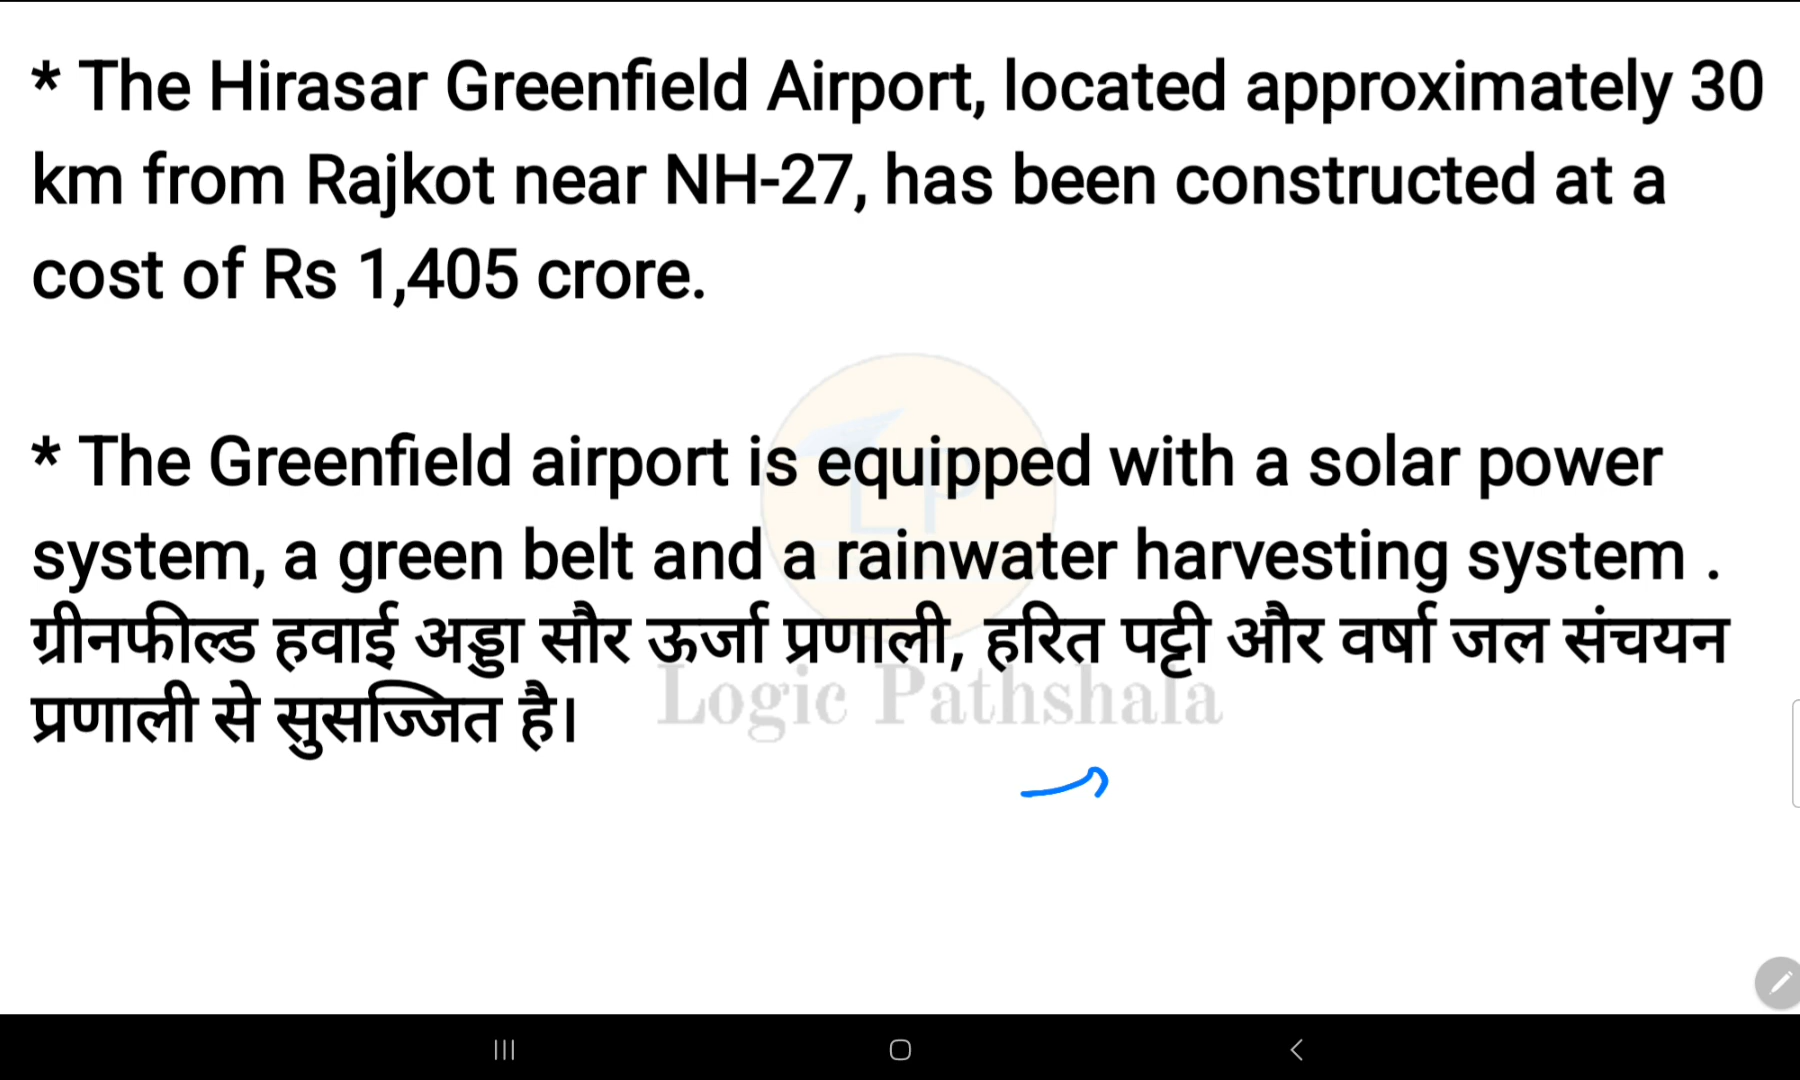 * The Hirasar Greenfield Airport, located approximately 30
km from Rajkot near NH-27, has been constructed at a
cost of Rs 1,405 crore.
* The Greenfield airport is equipped with a solar power
system, a green belt and a rainwater harvesting system .
ग्रीनफील्ड हवाई अड्डा सौर ऊर्जा प्रणाली, हरित पट्टी और वर्षा जल संचयन
प्रणाली से सुसज्जित है।
LP
Logic Pathshala